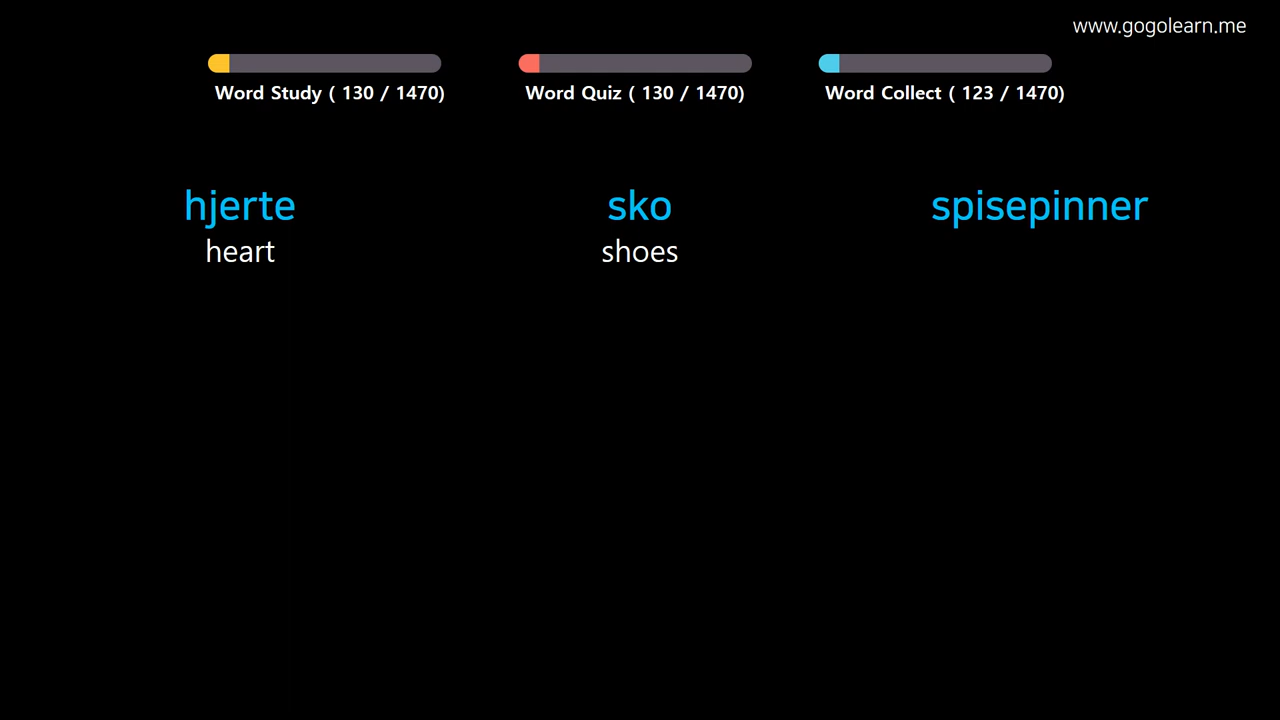 www.gogolearn.me
Word Study ( 130 / 1470)
Word Quiz ( 130 / 1470)
Word Collect ( 123 / 1470)
hjerte
heart
sko
shoes
spisepinner